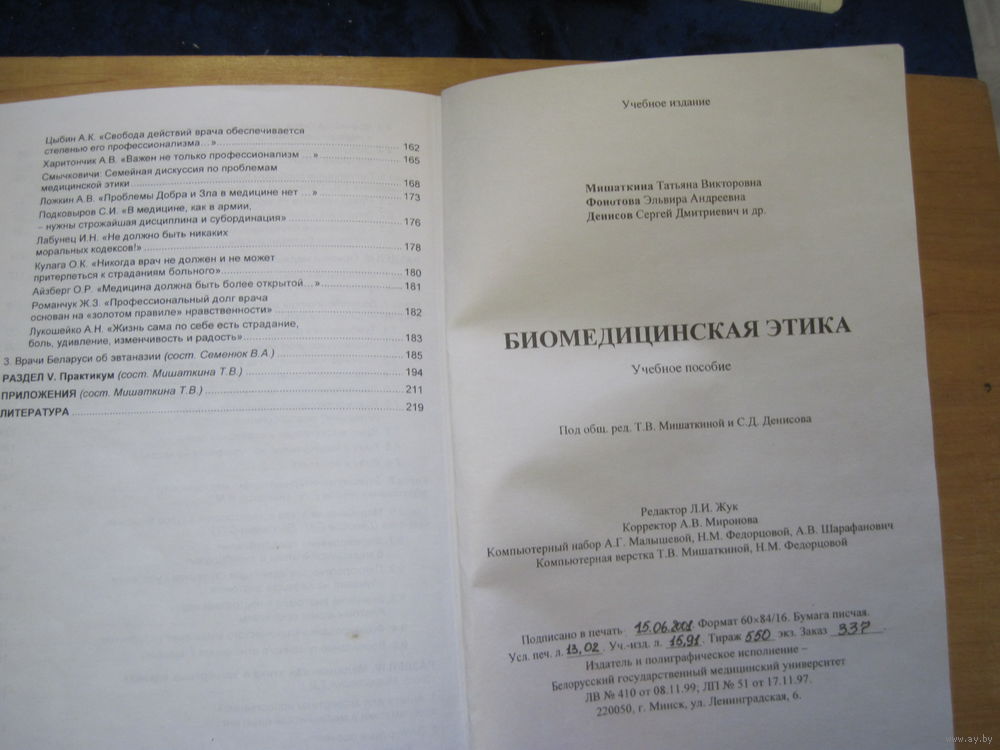 Цыбин А.К. «Свобода действий врача обеспечивается
степенью его профессионализма…» 162
Харитончик А.В. «Важен не только профессионализм …» 165
Смычковичи: Семейная дискуссия по проблемам
медицинской этики 168
Ложкин А.В. «Проблемы Добра и Зла в медицине нет …» 173
Подковыров С.И. «В медицине, как в армии,
– нужны строжайшая дисциплина и субординация» 176
Лабунец И.Н. «Не должно быть никаких
моральных кодексов!» 178
Кулага О.К. «Никогда врач не должен и не может
притерпеться к страданиям больного» 180
Айзберг О.Р. «Медицина должна быть более открытой…» 181
Романчук Ж.З. «Профессиональный долг врача
основан на «золотом правиле» нравственности» 182
Лукошейко А.Н. «Жизнь сама по себе есть страдание,
боль, удивление, изменчивость и радость» 183
3. Врачи Беларуси об эвтаназии (сост. Семенюк В.А.) 185
РАЗДЕЛ V. Практикум (сост. Мишаткина Т.В.) 194
ПРИЛОЖЕНИЯ (сост. Мишаткина Т.В.) 211
ЛИТЕРАТУРА 219
Учебное издание
Мишаткина Татьяна Викторовна
Фонотова Эльвира Андреевна
Денисов Сергей Дмитриевич и др.
БИОМЕДИЦИНСКАЯ ЭТИКА
Учебное пособие
Под общ. ред. Т.В. Мишаткиной и С.Д. Денисова
Редактор Л.И. Жук
Корректор А.В. Миронова
Компьютерный набор А.Г. Малышевой, Н.М. Федорцовой, А.В. Шарафанович
Компьютерная верстка Т.В. Мишаткиной, Н.М. Федорцовой
Подписано в печать 15.06.2001 Формат 60×84/16. Бумага писчая.
Усл. печ. л. 13,02. Уч.-изд. л. 15,91. Тираж 550 экз. Заказ 337
Издатель и полиграфическое исполнение –
Белорусский государственный медицинский университет
ЛВ № 410 от 08.11.99; ЛП № 51 от 17.11.97.
220050, г. Минск, ул. Ленинградская, 6.
www.ay.by